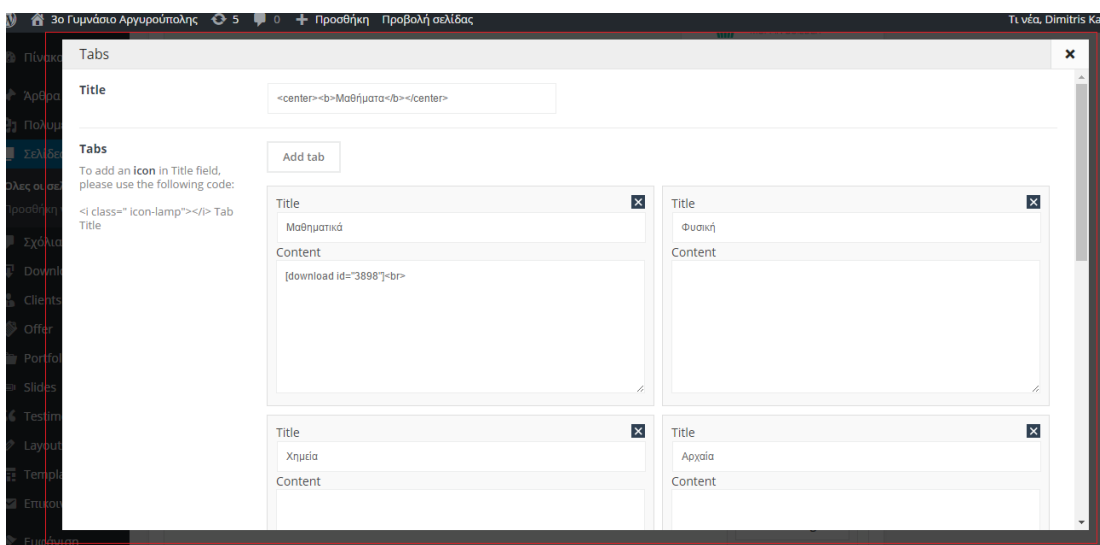 3ο Γυμνάσιο Αργυρούπολης 5 0 Προσθήκη Προβολή σελίδας Τι νέα, Dimitris Ka
Tabs
Title
<center><b>Μαθήματα</b></center>
Tabs
To add an icon in Title field,
please use the following code:
<i class=" icon-lamp"></i> Tab
Title
Add tab
Title
Μαθηματικά
Content
[download id="3898"]<br>
Title
Φυσική
Content
Title
Χημεία
Content
Title
Αρχαία
Content
Πίνακα
Άρθρα
Πολυμ
Σελίδε
Όλες οι σελ
Προσθήκη
Σχόλια
Downl
Clients
Offer
Portfol
Slides
Testim
Layout
Templa
Επικοι
Εμφάνιση